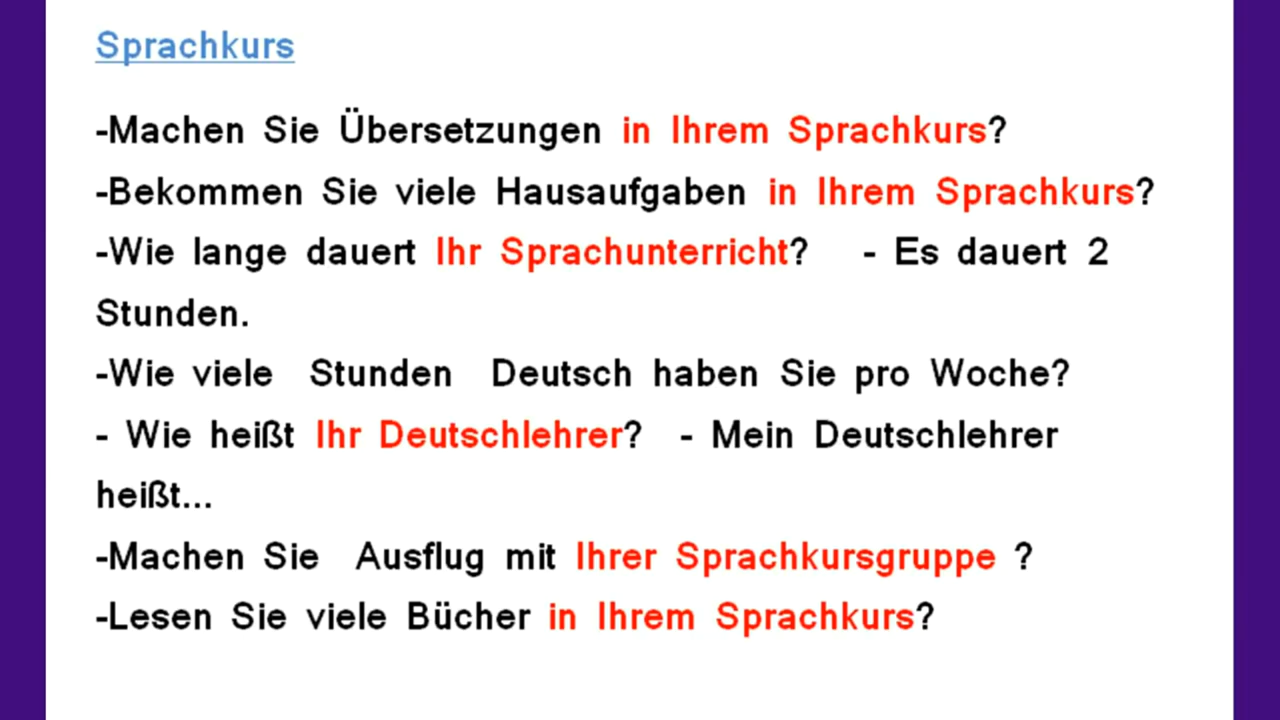 Sprachkurs
-Machen Sie Übersetzungen in Ihrem Sprachkurs?
-Bekommen Sie viele Hausaufgaben in Ihrem Sprachkurs?
-Wie lange dauert Ihr Sprachunterricht? - Es dauert 2
Stunden.
-Wie viele Stunden Deutsch haben Sie pro Woche?
- Wie heißt Ihr Deutschlehrer? - Mein Deutschlehrer
heißt...
-Machen Sie Ausflug mit Ihrer Sprachkursgruppe ?
-Lesen Sie viele Bücher in Ihrem Sprachkurs?